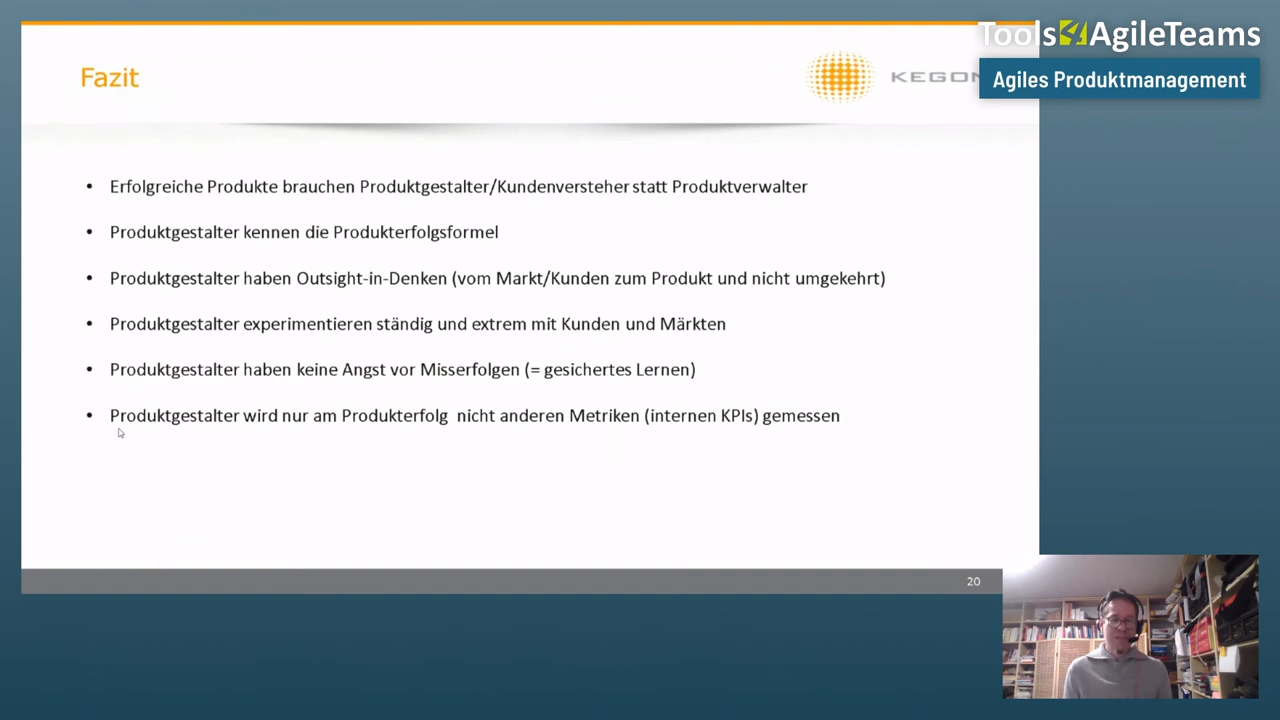 Tools4AgileTeams
Agiles Produktmanagement
Fazit
KEGON
Erfolgreiche Produkte brauchen Produktgestalter/Kundenversteher statt Produktverwalter
Produktgestalter kennen die Produkterfolgsformel
Produktgestalter haben Outsight-in-Denken (vom Markt/Kunden zum Produkt und nicht umgekehrt)
Produktgestalter experimentieren ständig und extrem mit Kunden und Märkten
Produktgestalter haben keine Angst vor Misserfolgen (= gesichertes Lernen)
Produktgestalter wird nur am Produkterfolg nicht anderen Metriken (internen KPIs) gemessen
20